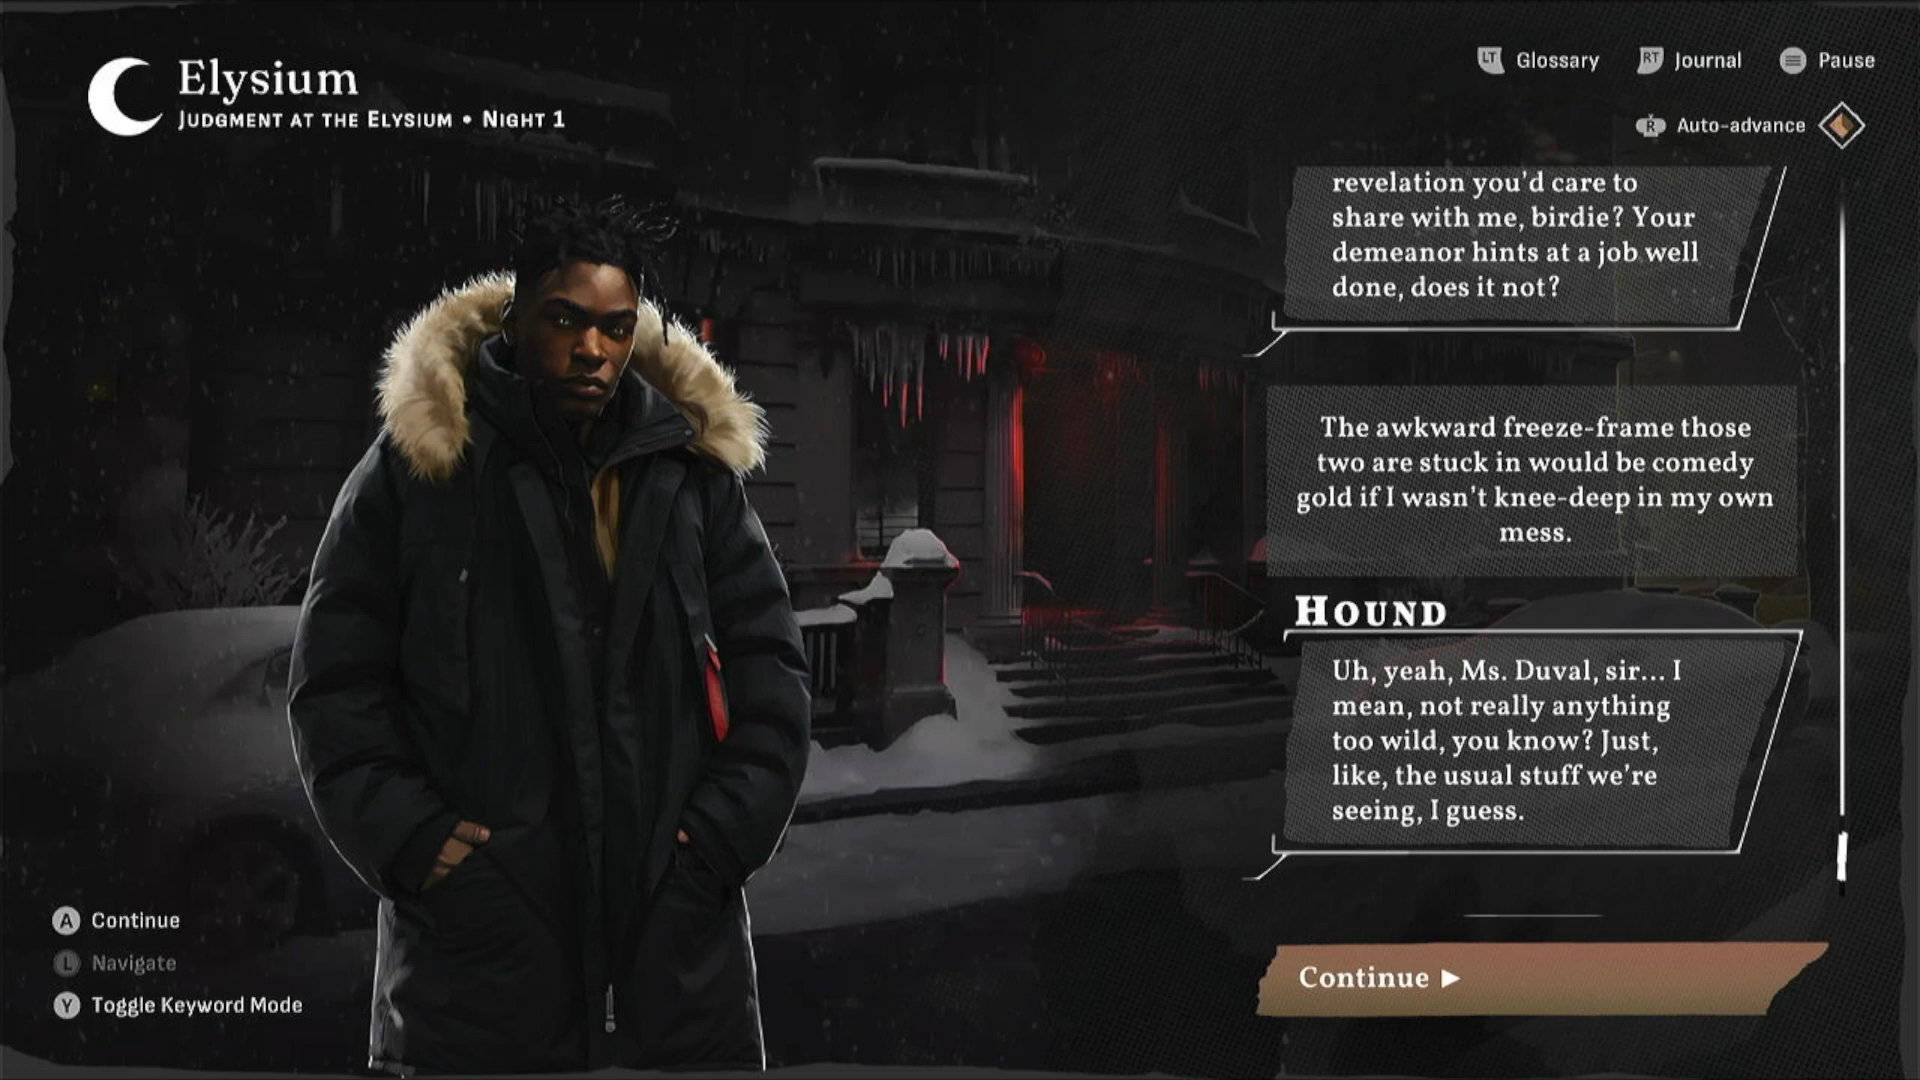 Elysium
Judgment at the Elysium • Night 1
LT Glossary
RT Journal
Pause
R Auto-advance
revelation you'd care to
share with me, birdie? Your
demeanor hints at a job well
done, does it not?
The awkward freeze-frame those
two are stuck in would be comedy
gold if I wasn't knee-deep in my own
mess.
Hound
Uh, yeah, Ms. Duval, sir... I
mean, not really anything
too wild, you know? Just,
like, the usual stuff we're
seeing, I guess.
A Continue
L Navigate
Y Toggle Keyword Mode
Continue ►